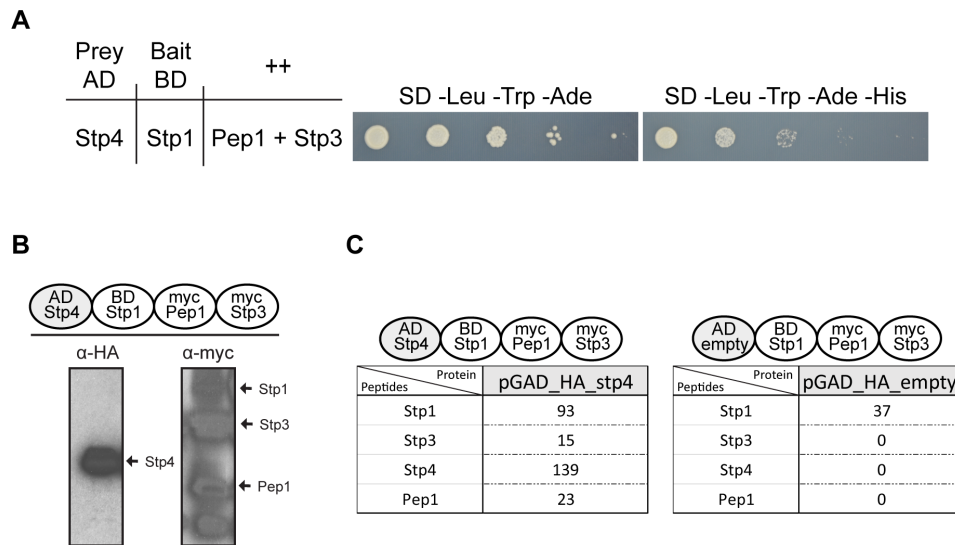 A
Prey Bait ++
AD BD
Stp4 Stp1 Pep1 + Stp3
SD -Leu -Trp -Ade SD -Leu -Trp -Ade -His
B
AD BD myc myc
Stp4 Stp1 Pep1 Stp3
α-HA α-myc
Stp1
Stp3
Stp4
Pep1
C
AD BD myc myc
Stp4 Stp1 Pep1 Stp3
Protein
Peptides pGAD_HA_stp4
Stp1 93
Stp3 15
Stp4 139
Pep1 23
AD BD myc myc
empty Stp1 Pep1 Stp3
Protein
Peptides pGAD_HA_empty
Stp1 37
Stp3 0
Stp4 0
Pep1 0